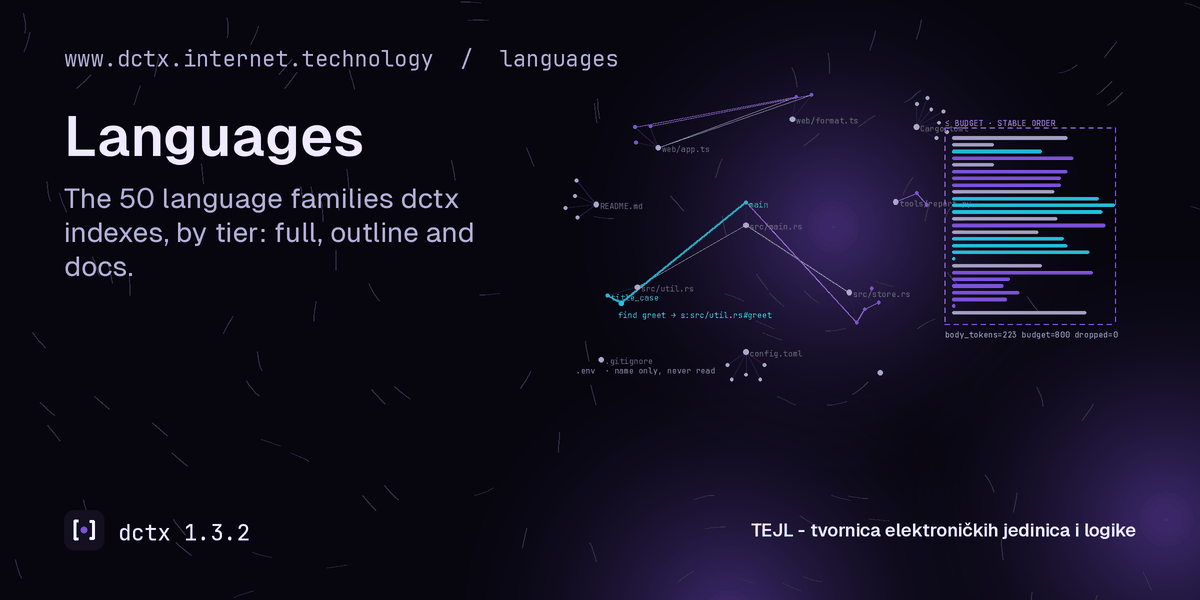 www.dctx.internet.technology / languages
Languages
The 50 language families dctx
indexes, by tier: full, outline and
docs.
web/format.ts
web/app.ts
≤ BUDGET · STABLE ORDER
README.md
main
src/main.rs
src/util.rs
title_case
find greet → s:src/util.rs#greet
src/store.rs
.gitignore
.env · name only, never read
config.toml
body_tokens=223 budget=800 dropped=0
dctx 1.3.2
TEJL - tvornica elektroničkih jedinica i logike